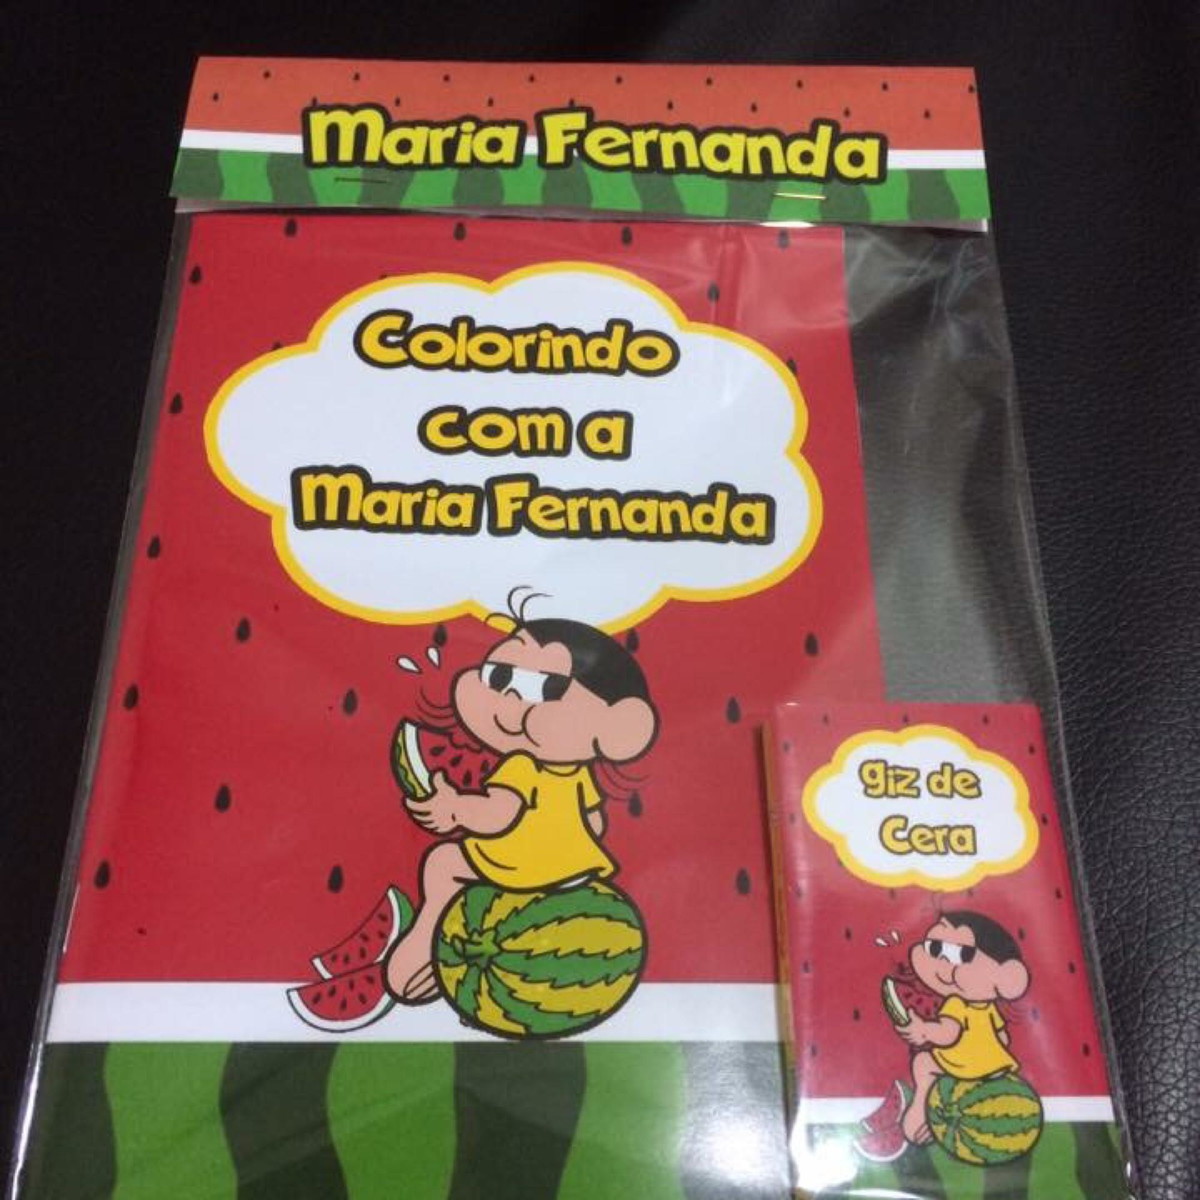 Maria Fernanda
Colorindo
com a
Maria Fernanda
giz de
Cera